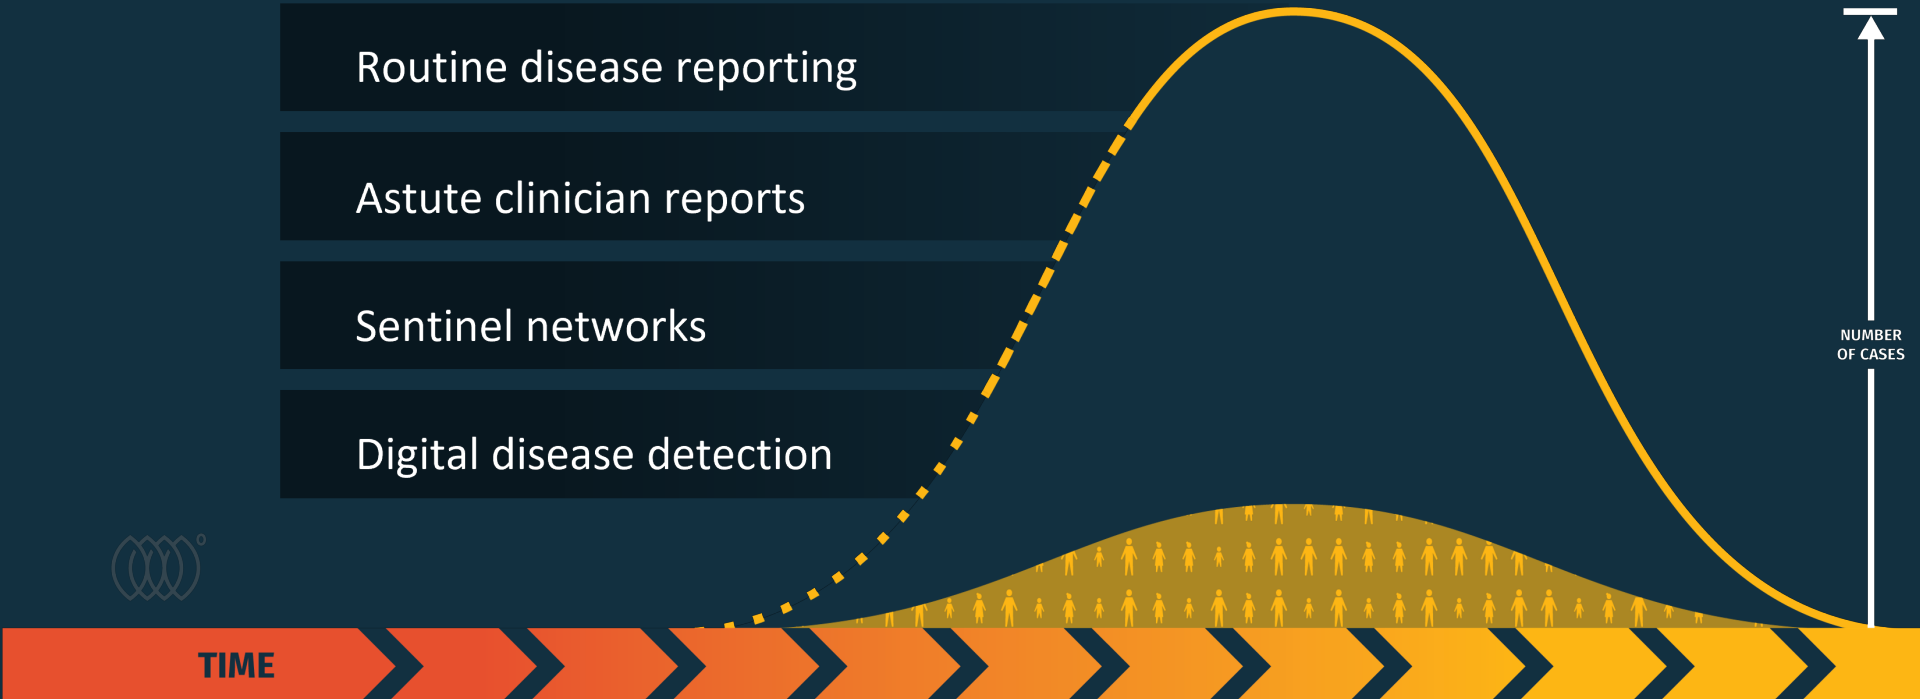 Routine disease reporting
Astute clinician reports
Sentinel networks
Digital disease detection
NUMBER
OF CASES
TIME